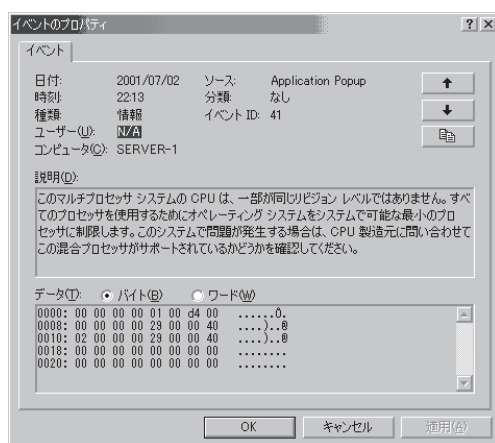 イベントのプロパティ
イベント
日付: 2001/07/02 ソース: Application Popup
時刻: 22:13 分類: なし
種類: 情報 イベント ID: 41
ユーザー(U): N/A
コンピュータ(C): SERVER-1
説明(D):
このマルチプロセッサ システムの CPU は、一部が同じリビジョン レベルではありません。すべ
てのプロセッサを使用するためにオペレーティング システムをシステムで可能な最小のプロ
セッサに制限します。このシステムで問題が発生する場合は、CPU 製造元に問い合わせて
この混合プロセッサがサポートされているかどうかを確認してください。
データ(T): バイト(B) ワード(W)
0000: 00 00 00 00 01 00 d4 00 ......Ô.
0008: 00 00 00 00 29 00 00 40 ....)..@
0010: 02 00 00 00 29 00 00 40 ....)..@
0018: 00 00 00 00 00 00 00 00 ........
0020: 00 00 00 00 00 00 00 00 ........
OK キャンセル 適用(A)